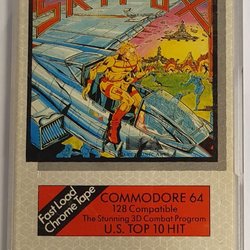 SKYFOX
Fast Load
Chrome Tape
COMMODORE 64
128 Compatible
The Stunning 3D Combat Program
U.S. TOP 10 HIT